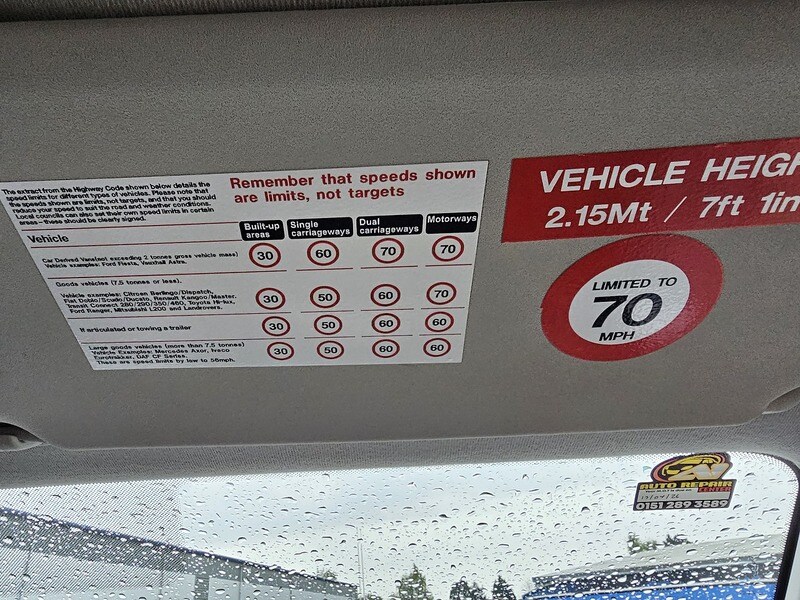 The extract from the Highway Code shown below details the
speed limits for different types of vehicles. Please note that
the speeds shown are limits, not targets, and that you should
reduce your speed to suit the road and weather conditions.
Local councils can also set their own speed limits in certain
areas – these should be clearly signed.
Remember that speeds shown
are limits, not targets
Vehicle
Built-up
areas
Single
carriageways
Dual
carriageways
Motorways
Car Derived Vans(not exceeding 2 tonnes gross vehicle mass)
Vehicle examples: Ford Fiesta, Vauxhall Astra.
30 60 70 70
Goods vehicles (7.5 tonnes or less).
Vehicle examples: Citroen Berlingo/Dispatch,
Fiat Doblo/Scudo/Ducato, Renault Kangoo/Master,
Transit Connect 280/290/350/460, Toyota Hi-lux,
Ford Ranger, Mitsubishi L200 and Landrovers.
30 50 60 70
If articulated or towing a trailer
30 50 60 60
Large goods vehicles (more than 7.5 tonnes)
Vehicle Examples: Mercedes Axor, Iveco
Eurotrakker, DAF CF Series.
These are speed limits by low to 56mph.
30 50 60 60
VEHICLE HEIGH
2.15Mt / 7ft 1in
LIMITED TO
70
MPH
AUTO REPAIR
CENTER
0151 289 3589